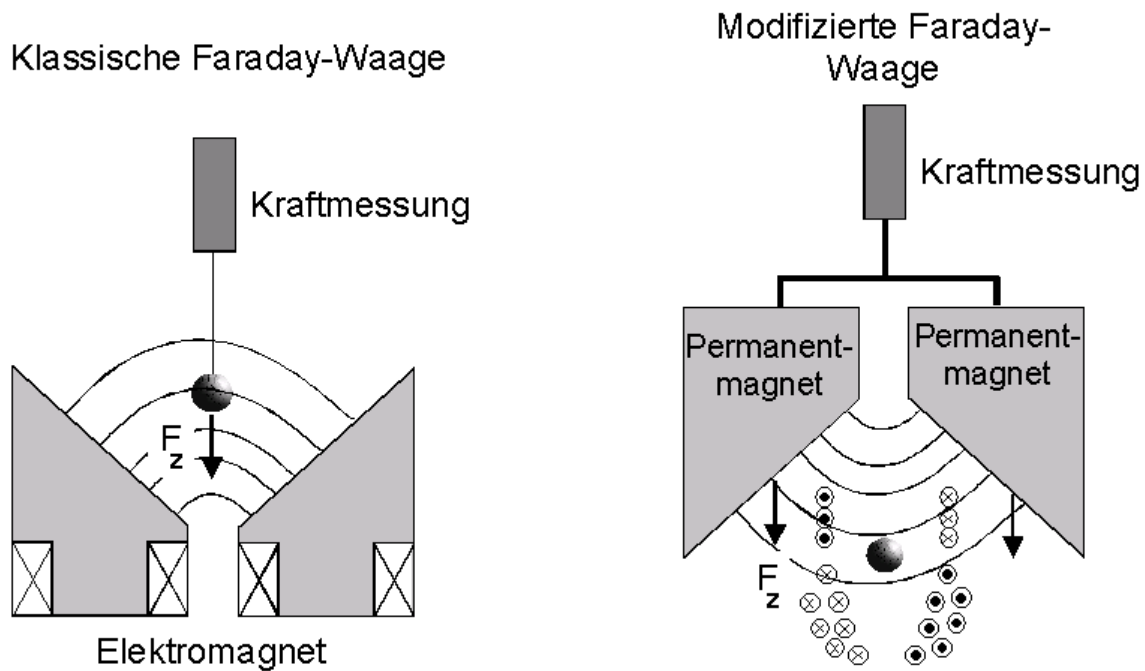 Klassische Faraday-Waage
Kraftmessung
F
z
Elektromagnet
Modifizierte Faraday-
Waage
Kraftmessung
Permanent-
magnet
Permanent-
magnet
F
z